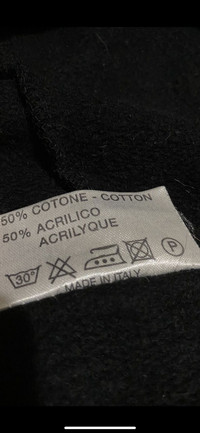 50% COTONE - COTTON
50% ACRILICO
ACRILYQUE
30°
P
MADE IN ITALY